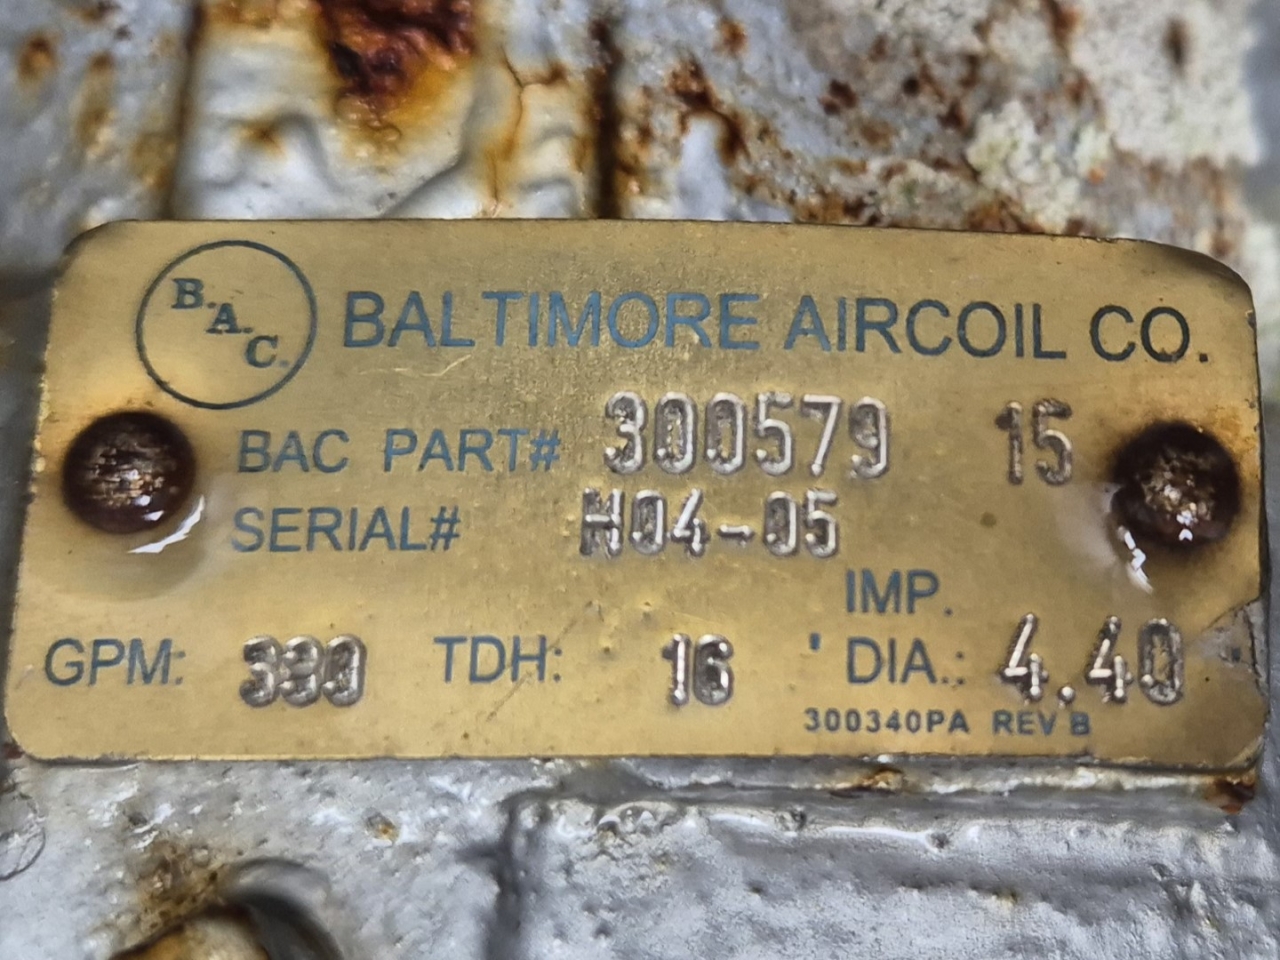 B.A.C. BALTIMORE AIRCOIL CO.
BAC PART# 300579 15
SERIAL# H04-05
IMP.
GPM: 390 TDH: 16 ' DIA.: 4.40
300340PA REV B